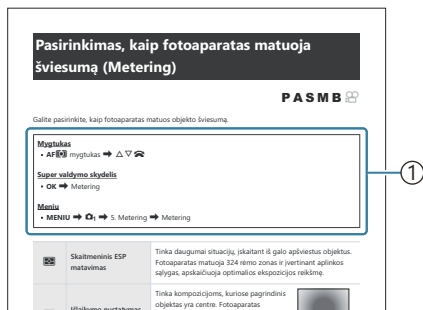 Pasirinkimas, kaip fotoaparatas matuoja
šviesumą (Metering)
PASMB
Galite pasirinkite, kaip fotoaparatas matuos objekto šviesumą.
Mygtukas
• AF mygtukas ➡ △ ▽
Super valdymo skydelis
• OK ➡ Metering
Meniu
• MENIU ➡ 1 ➡ 5. Metering ➡ Metering
①
Skaitmeninis ESP
matavimas
Tinka daugumai situacijų, įskaitant iš galo apšviestus objektus.
Fotoaparatas matuoja 324 rėmo zonas ir įvertinant aplinkos
sąlygas, apskaičiuoja optimalios ekspozicijos reikšmę.
Tinka kompozicijoms, kuriose pagrindinis
objektas yra centre. Fotoaparatas